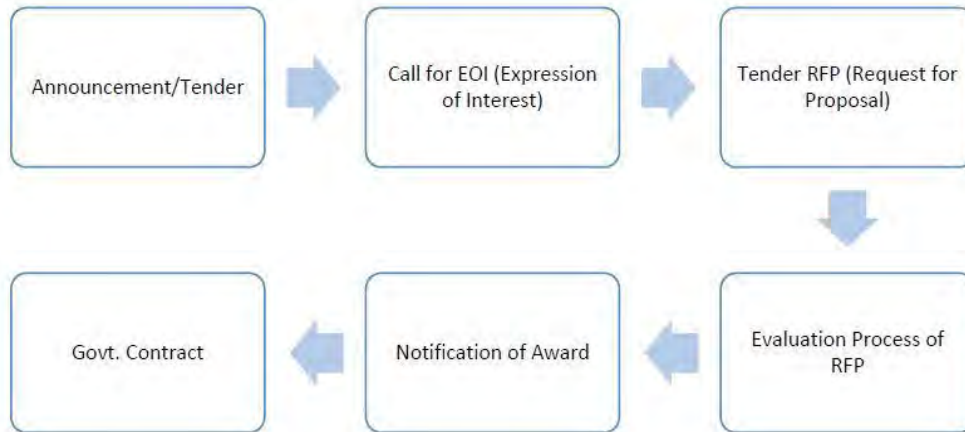 Announcement/Tender
Call for EOI (Expression
of Interest)
Tender RFP (Request for
Proposal)
Evaluation Process of
RFP
Notification of Award
Govt. Contract